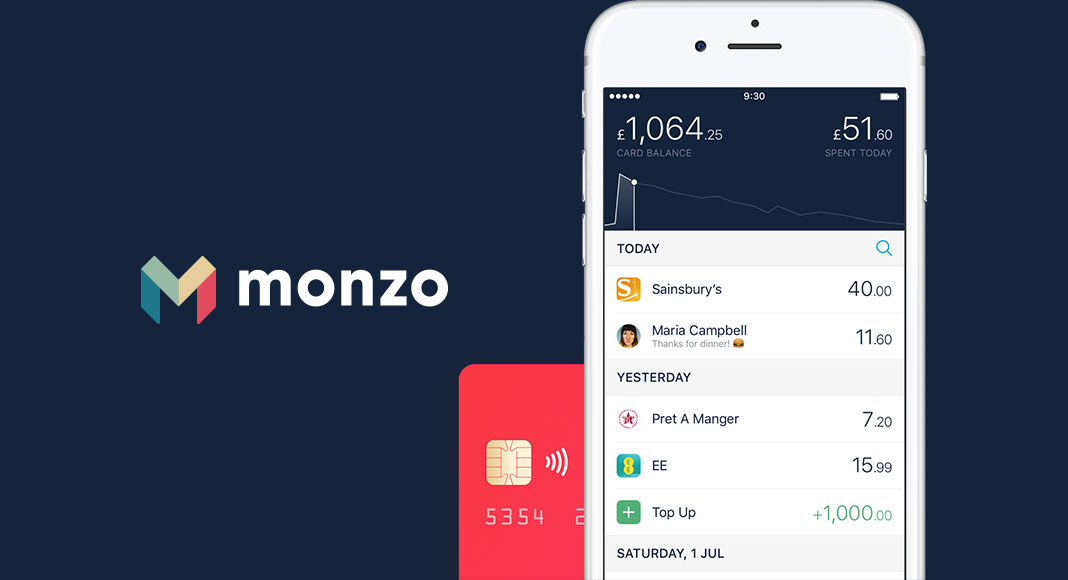 monzo
5354 2
9:30
£1,064.25 £51.60
CARD BALANCE SPENT TODAY
TODAY
Sainsbury's 40.00
Maria Campbell 11.60
Thanks for dinner! 🍔
YESTERDAY
Pret A Manger 7.20
EE 15.99
Top Up +1,000.00
SATURDAY, 1 JUL